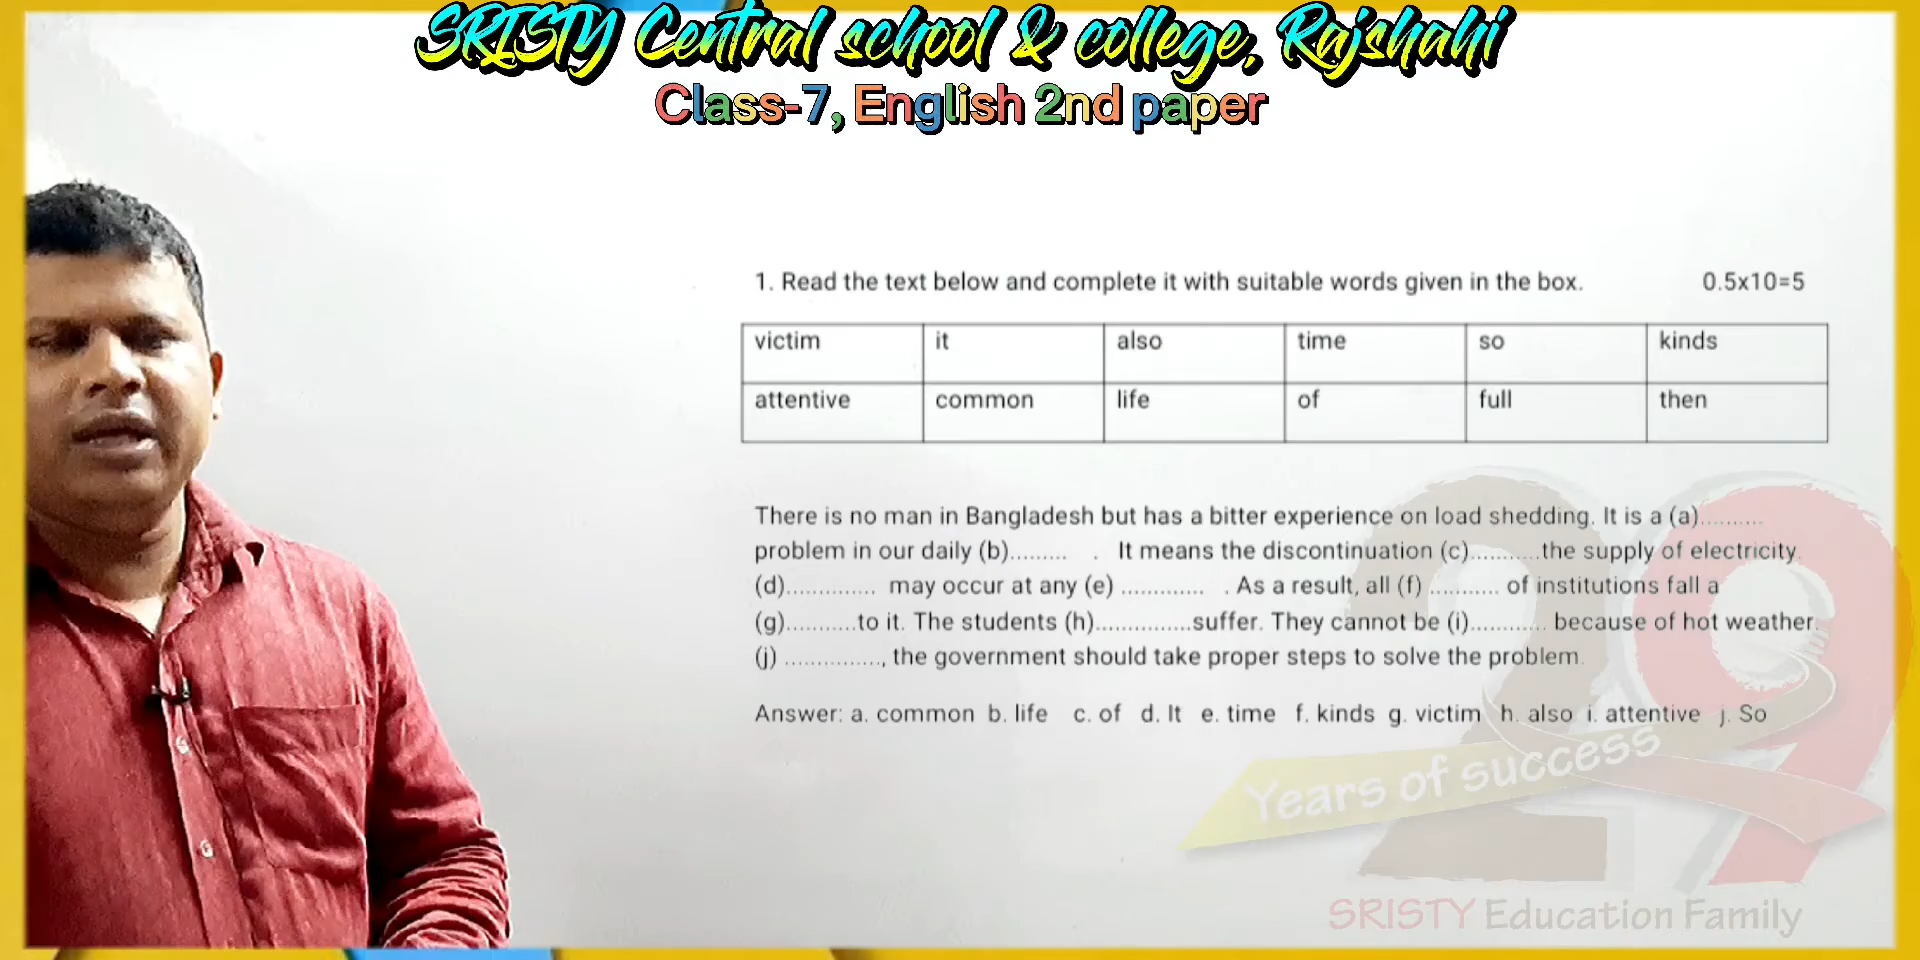 SRISTY Central school & college, Rajshahi
Class-7, English 2nd paper
1. Read the text below and complete it with suitable words given in the box. 0.5x10=5
victim it also time so kinds
attentive common life of full then
There is no man in Bangladesh but has a bitter experience on load shedding. It is a (a)..........
problem in our daily (b)......... . It means the discontinuation (c)..........the supply of electricity.
(d).............. may occur at any (e) ............. . As a result, all (f) ........... of institutions fall a
(g)...........to it. The students (h)...............suffer. They cannot be (i)............ because of hot weather.
(j) ..............., the government should take proper steps to solve the problem.
Answer: a. common b. life c. of d. It e. time f. kinds g. victim h. also i. attentive j. So
29
Years of success
SRISTY Education Family